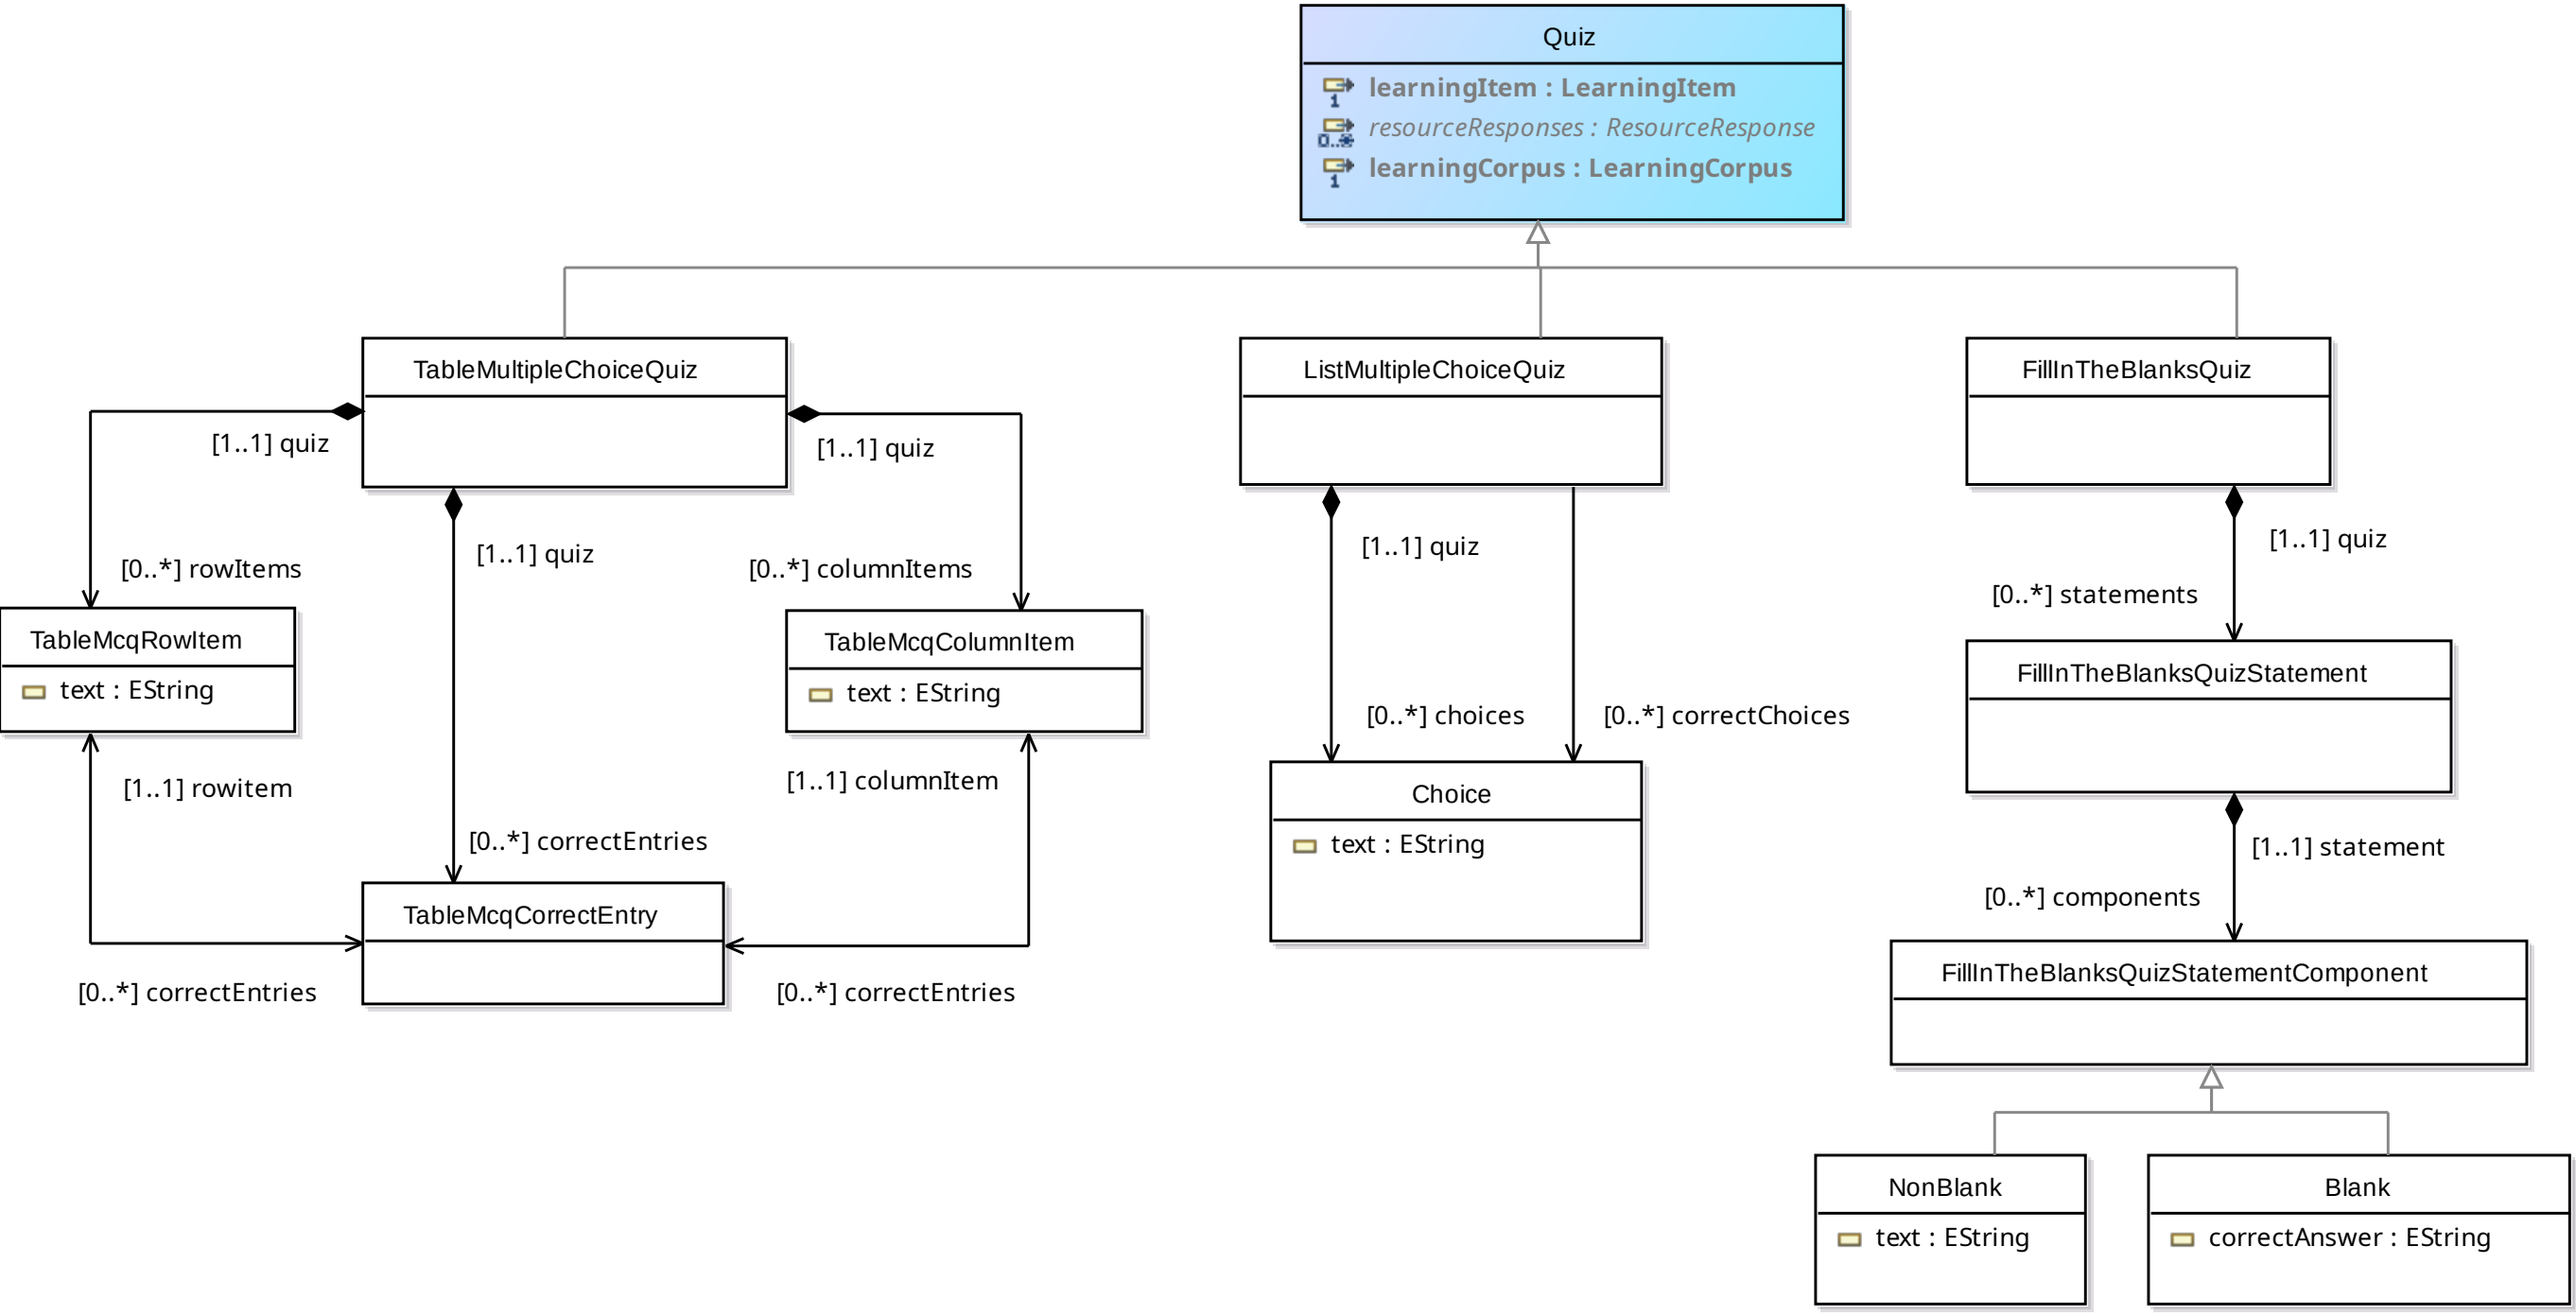 Quiz
learningItem : LearningItem
1
resourceResponses : ResourceResponse
0..*
learningCorpus : LearningCorpus
1
TableMultipleChoiceQuiz
ListMultipleChoiceQuiz
FillInTheBlanksQuiz
[1..1] quiz
[1..1] quiz
[1..1] quiz
[0..*] rowItems
[0..*] columnItems
[1..1] quiz
[1..1] quiz
[0..*] statements
TableMcqRowItem
text : EString
TableMcqColumnItem
text : EString
FillInTheBlanksQuizStatement
[0..*] choices
[0..*] correctChoices
[1..1] rowitem
[1..1] columnItem
Choice
text : EString
[0..*] correctEntries
[1..1] statement
[0..*] components
TableMcqCorrectEntry
[0..*] correctEntries
[0..*] correctEntries
FillInTheBlanksQuizStatementComponent
NonBlank
text : EString
Blank
correctAnswer : EString